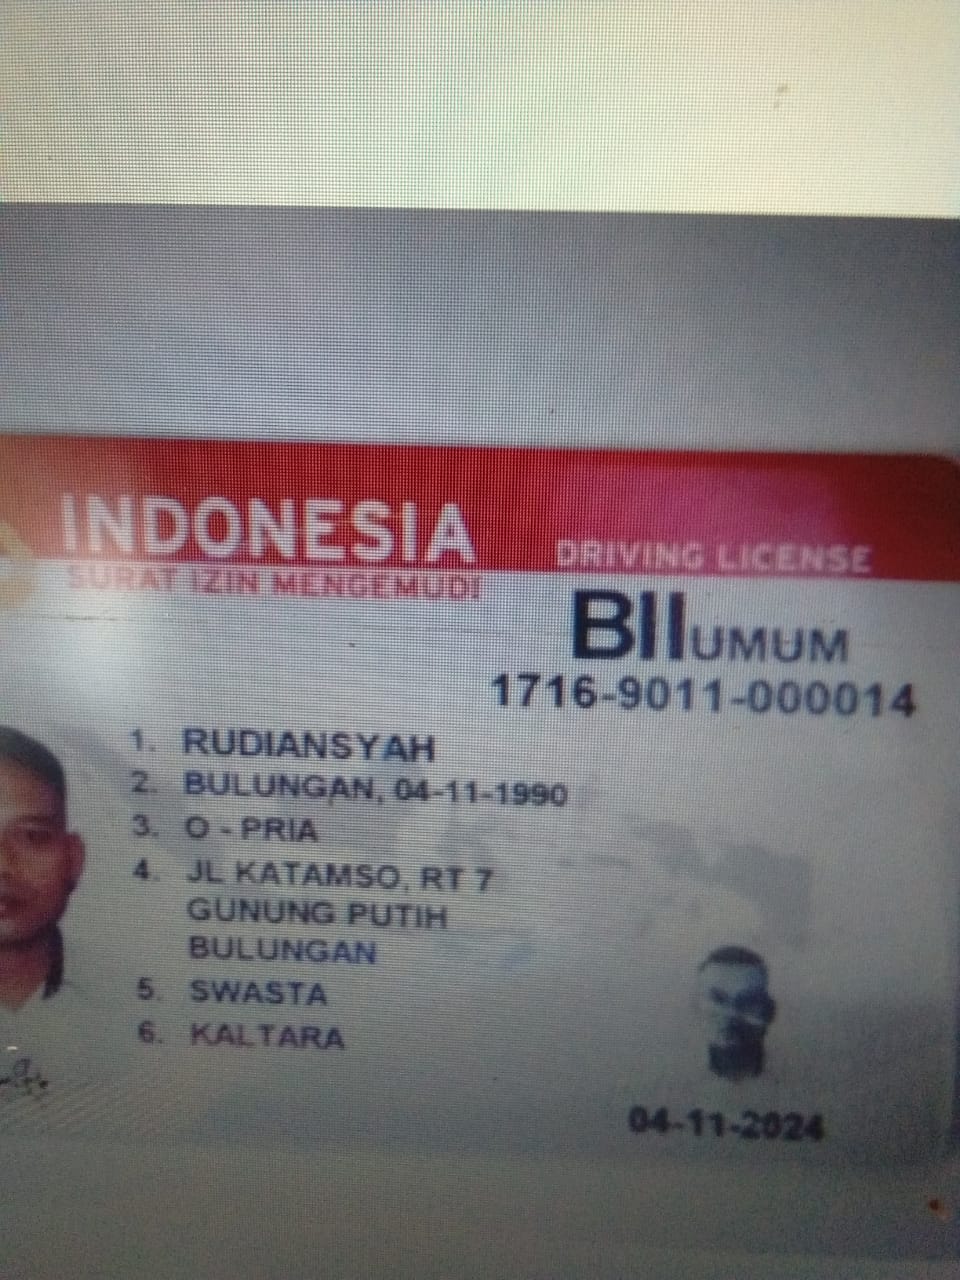 INDONESIA
DRIVING LICENSE
SURAT IZIN MENGEMUDI
BII UMUM
1716-9011-000014
1. RUDIANSYAH
2. BULUNGAN, 04-11-1990
3. O - PRIA
4. JL KATAMSO, RT 7
GUNUNG PUTIH
BULUNGAN
5. SWASTA
6. KALTARA
04-11-2024